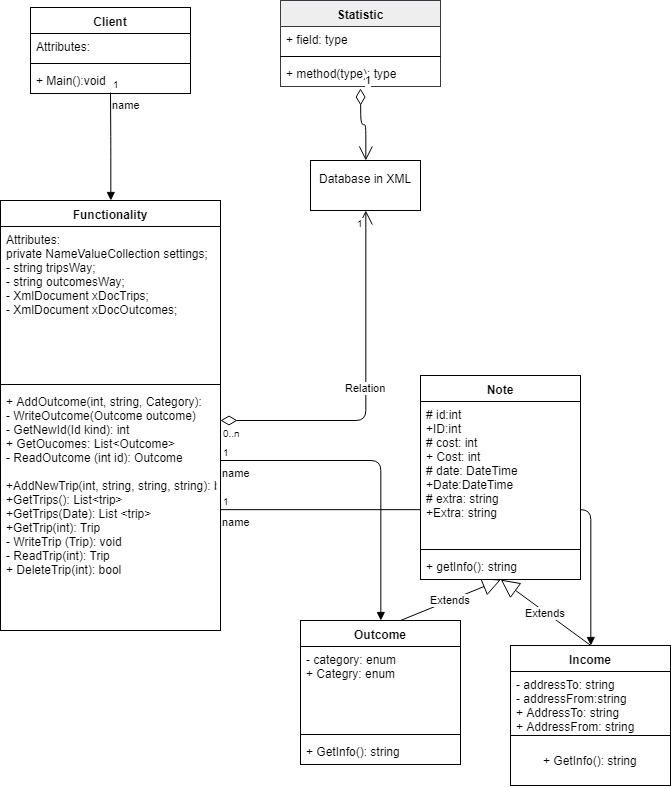 Client
Attributes:
+ Main():void
1
name
Statistic
+ field: type
+ method(type): type
1
Database in XML
1
Functionality
Attributes:
private NameValueCollection settings;
- string tripsWay;
- string outcomesWay;
- XmlDocument xDocTrips;
- XmlDocument xDocOutcomes;
+ AddOutcome(int, string, Category):
- WriteOutcome(Outcome outcome)
- GetNewId(Id kind): int
+ GetOucomes: List<Outcome>
- ReadOutcome (int id): Outcome
+AddNewTrip(int, string, string, string):
+GetTrips(): List<trip>
+GetTrips(Date): List <trip>
+GetTrip(int): Trip
- WriteTrip (Trip): void
- ReadTrip(int): Trip
+ DeleteTrip(int): bool
Relation
0..n
1
name
1
name
Note
# id:int
+ID:int
# cost: int
+ Cost: int
# date: DateTime
+Date:DateTime
# extra: string
+Extra: string
+ getInfo(): string
Extends
Extends
Outcome
- category: enum
+ Categry: enum
+ GetInfo(): string
Income
- addressTo: string
- addressFrom:string
+ AddressTo: string
+ AddressFrom: string
+ GetInfo(): string